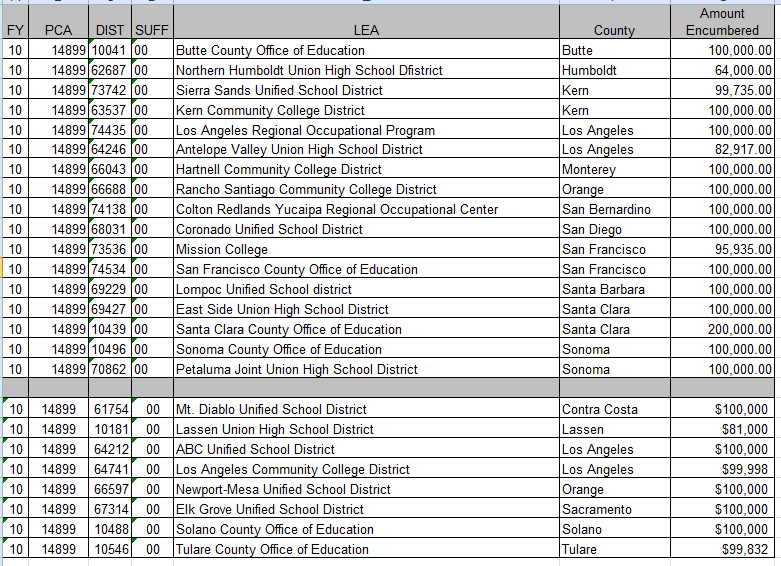 FY PCA DIST SUFF LEA County Amount Encumbered
10 14899 10041 00 Butte County Office of Education Butte 100,000.00
10 14899 62687 00 Northern Humboldt Union High School Dfistrict Humboldt 64,000.00
10 14899 73742 00 Sierra Sands Unified School District Kern 99,735.00
10 14899 63537 00 Kern Community College District Kern 100,000.00
10 14899 74435 00 Los Angeles Regional Occupational Program Los Angeles 100,000.00
10 14899 64246 00 Antelope Valley Union High School District Los Angeles 82,917.00
10 14899 66043 00 Hartnell Community College District Monterey 100,000.00
10 14899 66688 00 Rancho Santiago Community College District Orange 100,000.00
10 14899 74138 00 Colton Redlands Yucaipa Regional Occupational Center San Bernardino 100,000.00
10 14899 68031 00 Coronado Unified School District San Diego 100,000.00
10 14899 73536 00 Mission College San Francisco 95,935.00
10 14899 74534 00 San Francisco County Office of Education San Francisco 100,000.00
10 14899 69229 00 Lompoc Unified School district Santa Barbara 100,000.00
10 14899 69427 00 East Side Union High School District Santa Clara 100,000.00
10 14899 10439 00 Santa Clara County Office of Education Santa Clara 200,000.00
10 14899 10496 00 Sonoma County Office of Education Sonoma 100,000.00
10 14899 70862 00 Petaluma Joint Union High School District Sonoma 100,000.00
10 14899 61754 00 Mt. Diablo Unified School District Contra Costa $100,000
10 14899 10181 00 Lassen Union High School District Lassen $81,000
10 14899 64212 00 ABC Unified School District Los Angeles $100,000
10 14899 64741 00 Los Angeles Community College District Los Angeles $99,998
10 14899 66597 00 Newport-Mesa Unified School District Orange $100,000
10 14899 67314 00 Elk Grove Unified School District Sacramento $100,000
10 14899 10488 00 Solano County Office of Education Solano $100,000
10 14899 10546 00 Tulare County Office of Education Tulare $99,832